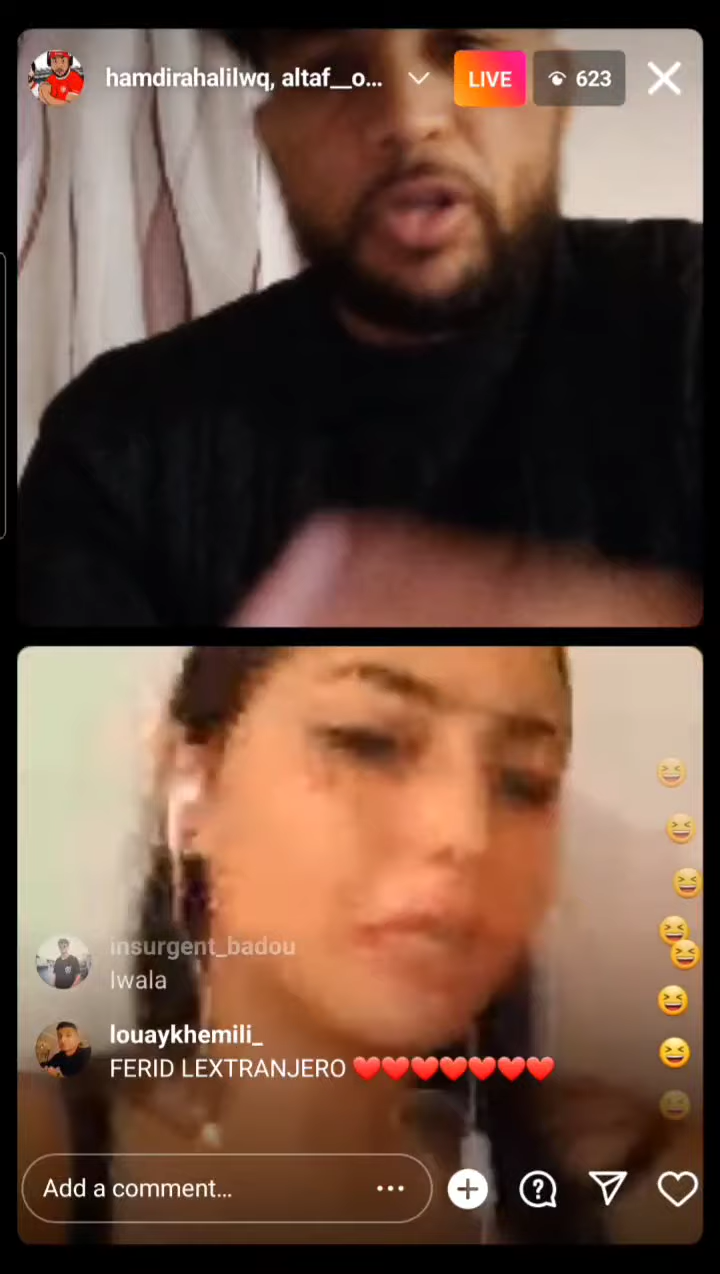 hamdirahalilwq, altaf__o...
LIVE
623
insurgent_badou
lwala
louaykhemili_
FERID LEXTRANJERO ❤️❤️❤️❤️❤️❤️❤️
Add a comment...